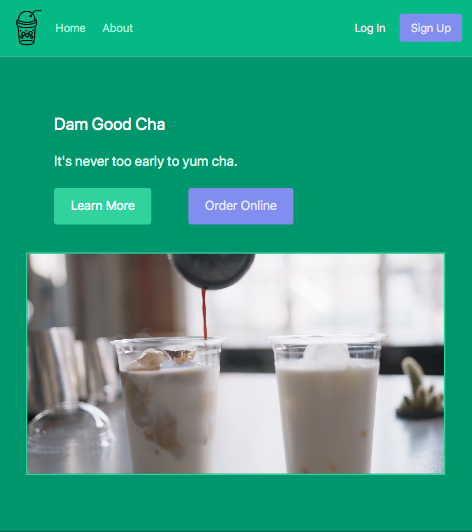 Home About Log In Sign Up
Dam Good Cha
It's never too early to yum cha.
Learn More Order Online